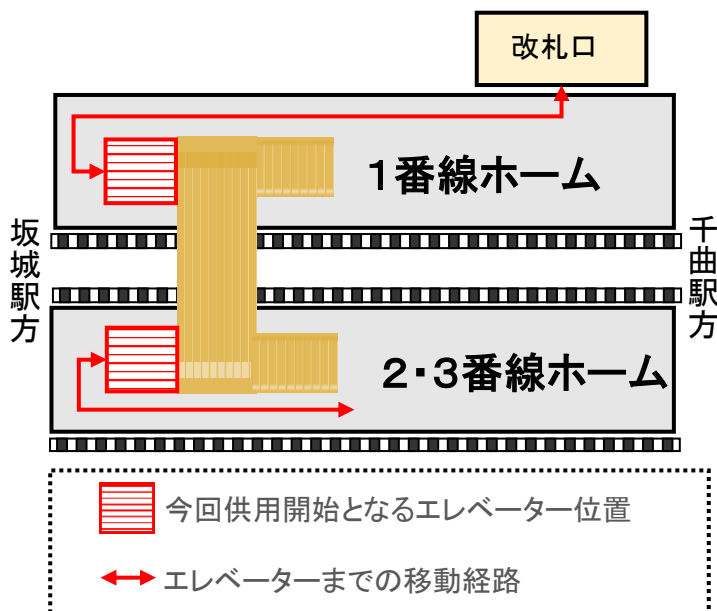 改札口
1番線ホーム
坂城駅方
千曲駅方
2・3番線ホーム
今回供用開始となるエレベーター位置
エレベーターまでの移動経路